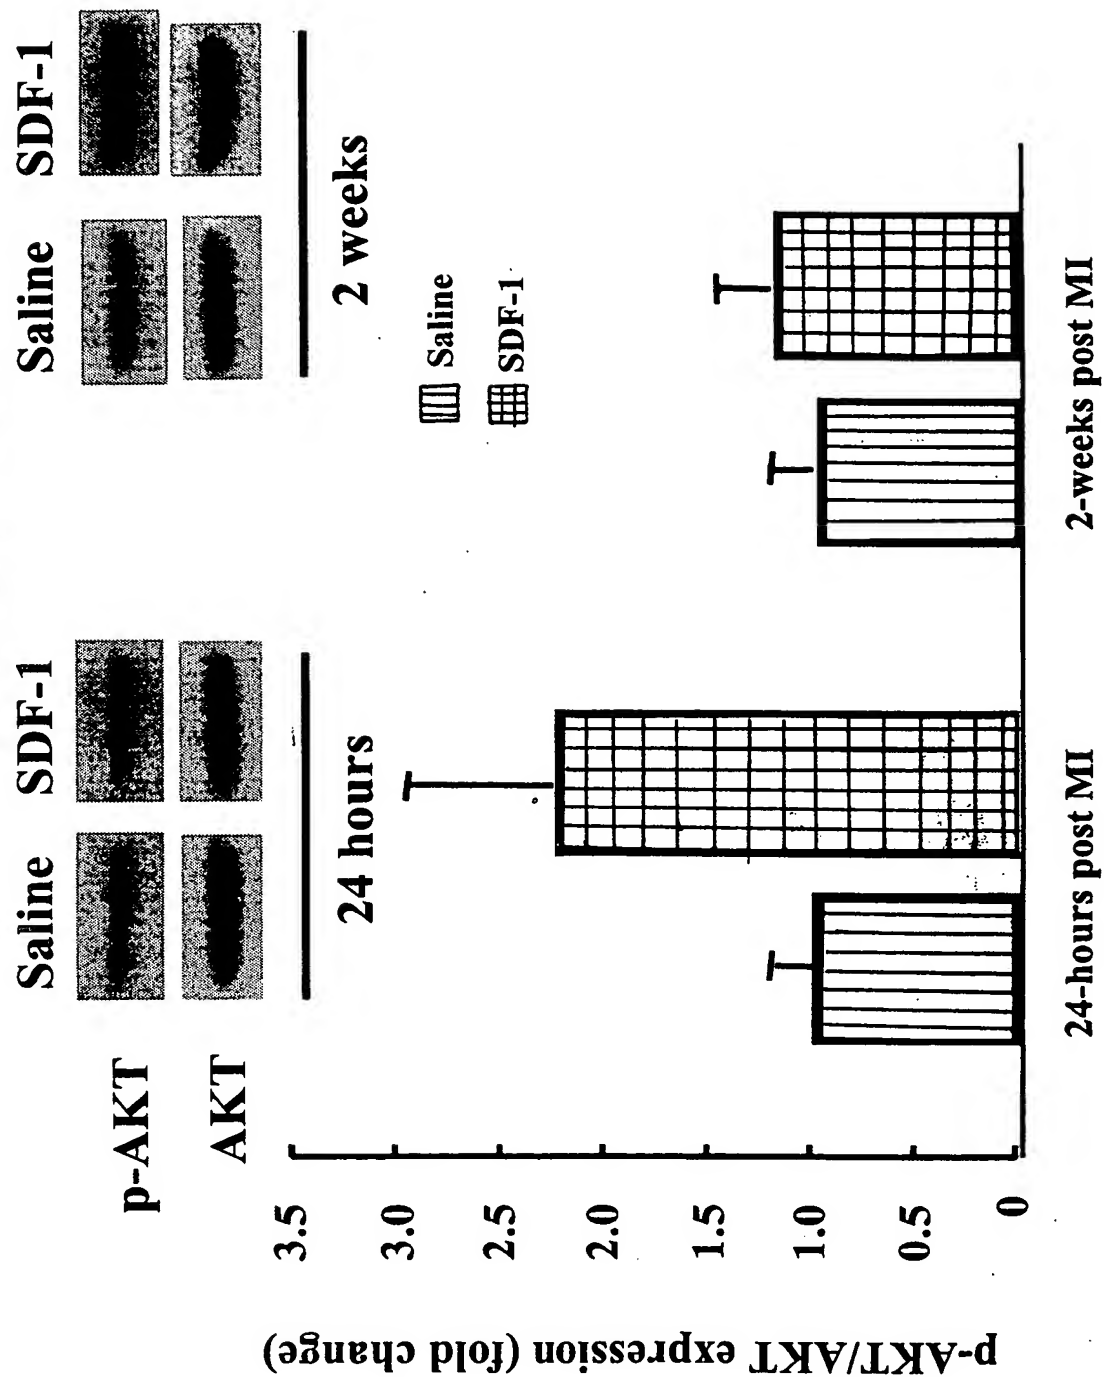 Saline SDF-1 Saline SDF-1
p-AKT
AKT
24 hours 2 weeks
Saline
SDF-1
p-AKT/AKT expression (fold change)
3.5
3.0
2.5
2.0
1.5
1.0
0.5
0
24-hours post MI 2-weeks post MI